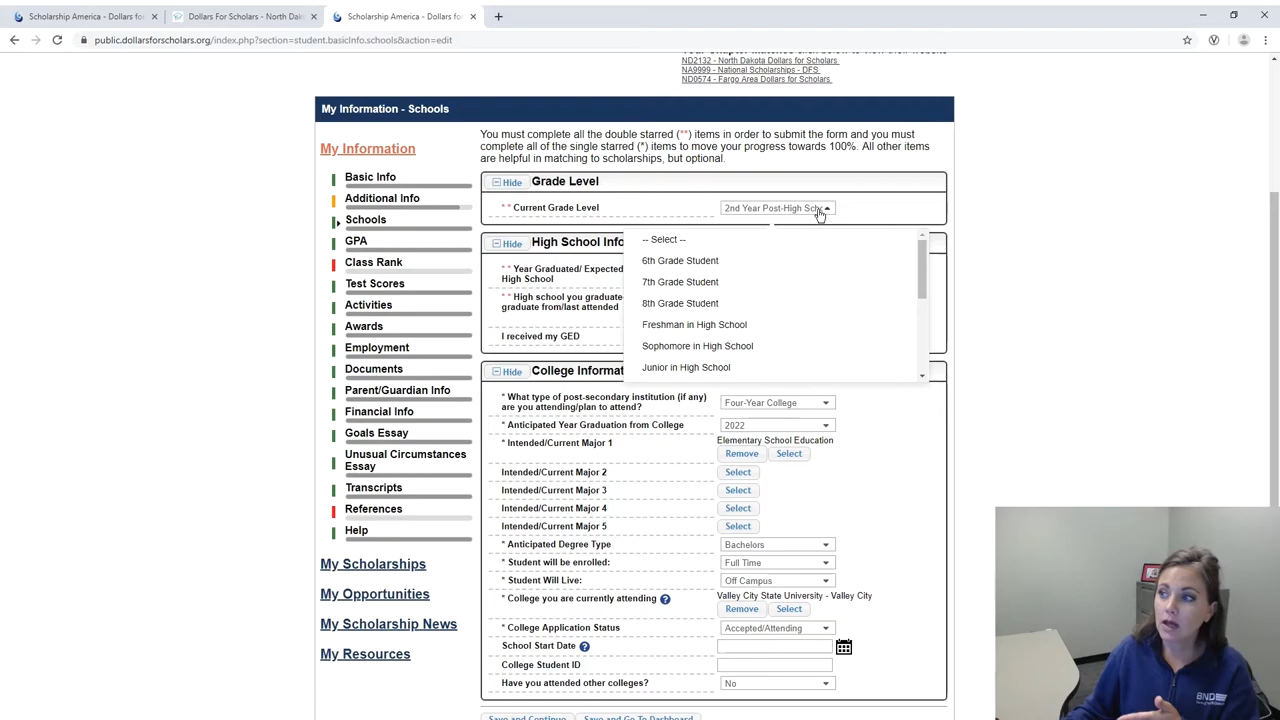 Scholarship America - Dollars for
Dollars For Scholars - North Dak
Scholarship America - Dollars for
public.dollarsforscholars.org/index.php?section=student.basicInfo.schools&action=edit
ND2132 - North Dakota Dollars for Scholars
NA9999 - National Scholarships - DFS
ND0574 - Fargo Area Dollars for Scholars
My Information - Schools
My Information
Basic Info
Additional Info
Schools
GPA
Class Rank
Test Scores
Activities
Awards
Employment
Documents
Parent/Guardian Info
Financial Info
Goals Essay
Unusual Circumstances
Essay
Transcripts
References
Help
My Scholarships
My Opportunities
My Scholarship News
My Resources
You must complete all the double starred (**) items in order to submit the form and you must
complete all of the single starred (*) items to move your progress towards 100%. All other items
are helpful in matching to scholarships, but optional.
Hide Grade Level
** Current Grade Level 2nd Year Post-High Sch
-- Select --
6th Grade Student
7th Grade Student
8th Grade Student
Freshman in High School
Sophomore in High School
Junior in High School
Hide High School Info
** Year Graduated/ Expected
High School
** High school you graduate
graduate from/last attended
I received my GED
Hide College Informat
* What type of post-secondary institution (if any)
are you attending/plan to attend? Four-Year College
* Anticipated Year Graduation from College 2022
Elementary School Education
* Intended/Current Major 1
Remove Select
Intended/Current Major 2 Select
Intended/Current Major 3 Select
Intended/Current Major 4 Select
Intended/Current Major 5 Select
* Anticipated Degree Type Bachelors
* Student will be enrolled: Full Time
* Student Will Live: Off Campus
Valley City State University - Valley City
* College you are currently attending ?
Remove Select
* College Application Status Accepted/Attending
School Start Date ?
College Student ID
Have you attended other colleges? No
Save and Continue Save and Go To Dashboard
BND